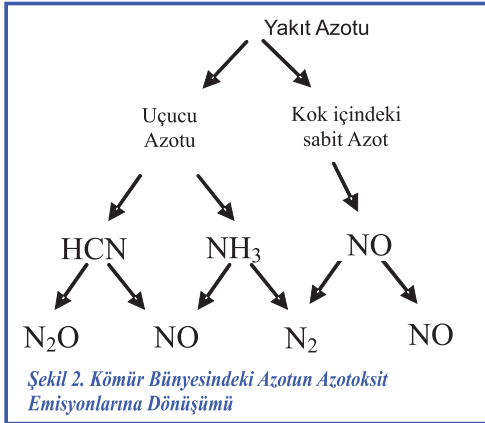 Yakıt Azotu
Uçucu
Azotu
Kok içindeki
sabit Azot
HCN
NH₃
NO
N₂O
NO
N₂
NO
Şekil 2. Kömür Bünyesindeki Azotun Azotoksit
Emisyonlarına Dönüşümü